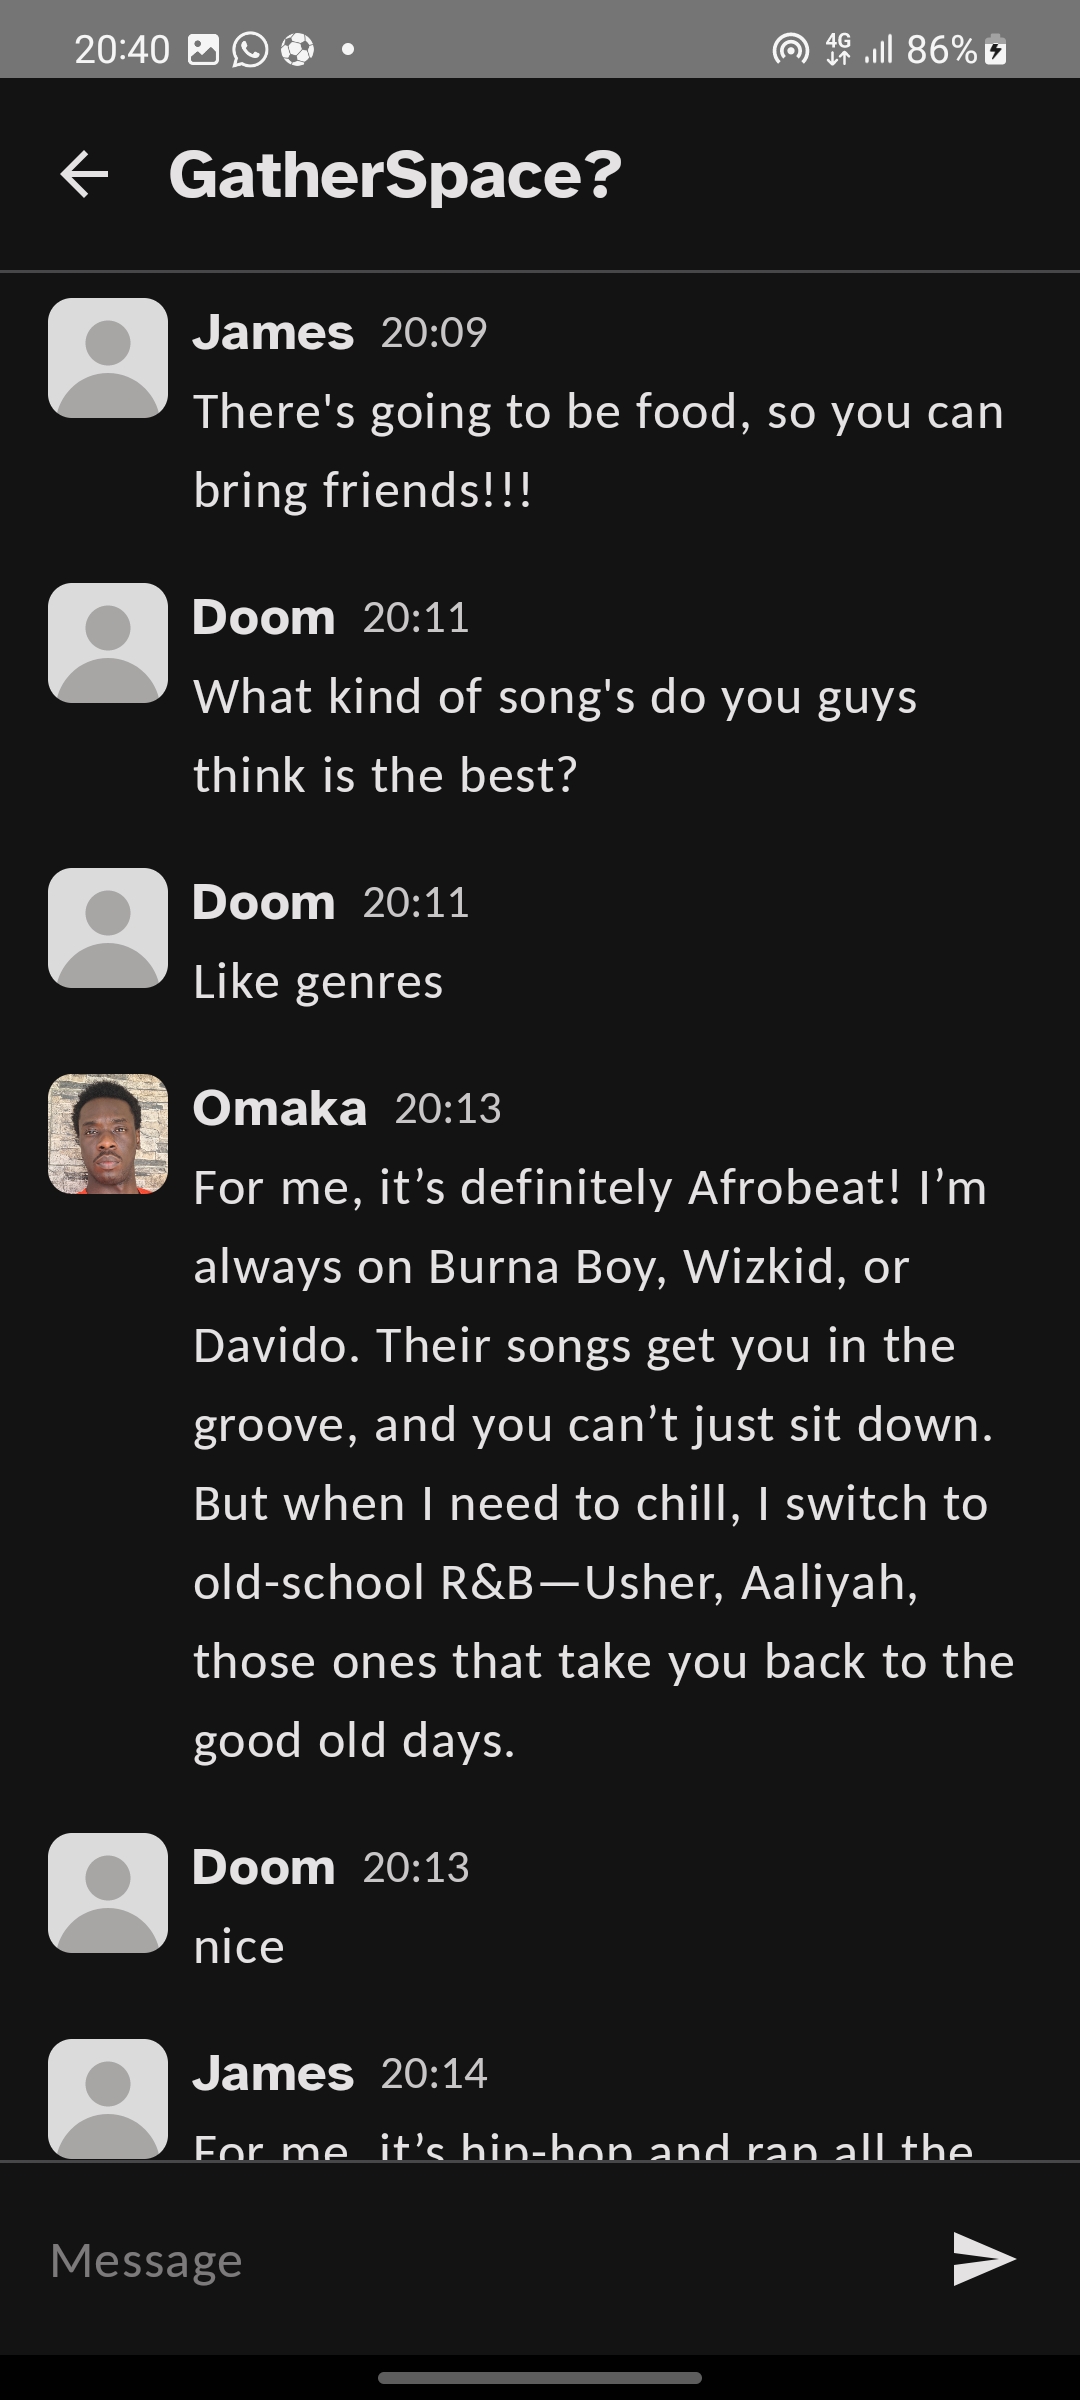 20:40
4G
86%
GatherSpace?
James 20:09
There's going to be food, so you can
bring friends!!!
Doom 20:11
What kind of song's do you guys
think is the best?
Doom 20:11
Like genres
Omaka 20:13
For me, it’s definitely Afrobeat! I’m
always on Burna Boy, Wizkid, or
Davido. Their songs get you in the
groove, and you can’t just sit down.
But when I need to chill, I switch to
old-school R&B—Usher, Aaliyah,
those ones that take you back to the
good old days.
Doom 20:13
nice
James 20:14
For me, it’s hip-hop and rap all the
Message